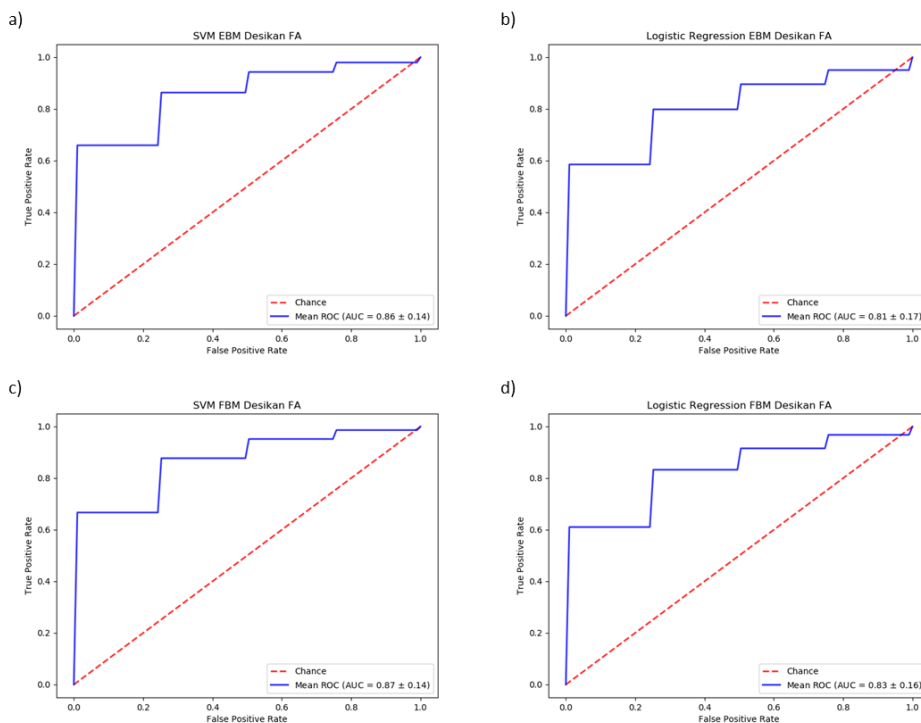 a)
SVM EBM Desikan FA
1.0
0.8
0.6
0.4
0.2
0.0
True Positive Rate
0.0 0.2 0.4 0.6 0.8 1.0
False Positive Rate
Chance
Mean ROC (AUC = 0.86 ± 0.14)
b)
Logistic Regression EBM Desikan FA
1.0
0.8
0.6
0.4
0.2
0.0
True Positive Rate
0.0 0.2 0.4 0.6 0.8 1.0
False Positive Rate
Chance
Mean ROC (AUC = 0.81 ± 0.17)
c)
SVM FBM Desikan FA
1.0
0.8
0.6
0.4
0.2
0.0
True Positive Rate
0.0 0.2 0.4 0.6 0.8 1.0
False Positive Rate
Chance
Mean ROC (AUC = 0.87 ± 0.14)
d)
Logistic Regression FBM Desikan FA
1.0
0.8
0.6
0.4
0.2
0.0
True Positive Rate
0.0 0.2 0.4 0.6 0.8 1.0
False Positive Rate
Chance
Mean ROC (AUC = 0.83 ± 0.16)